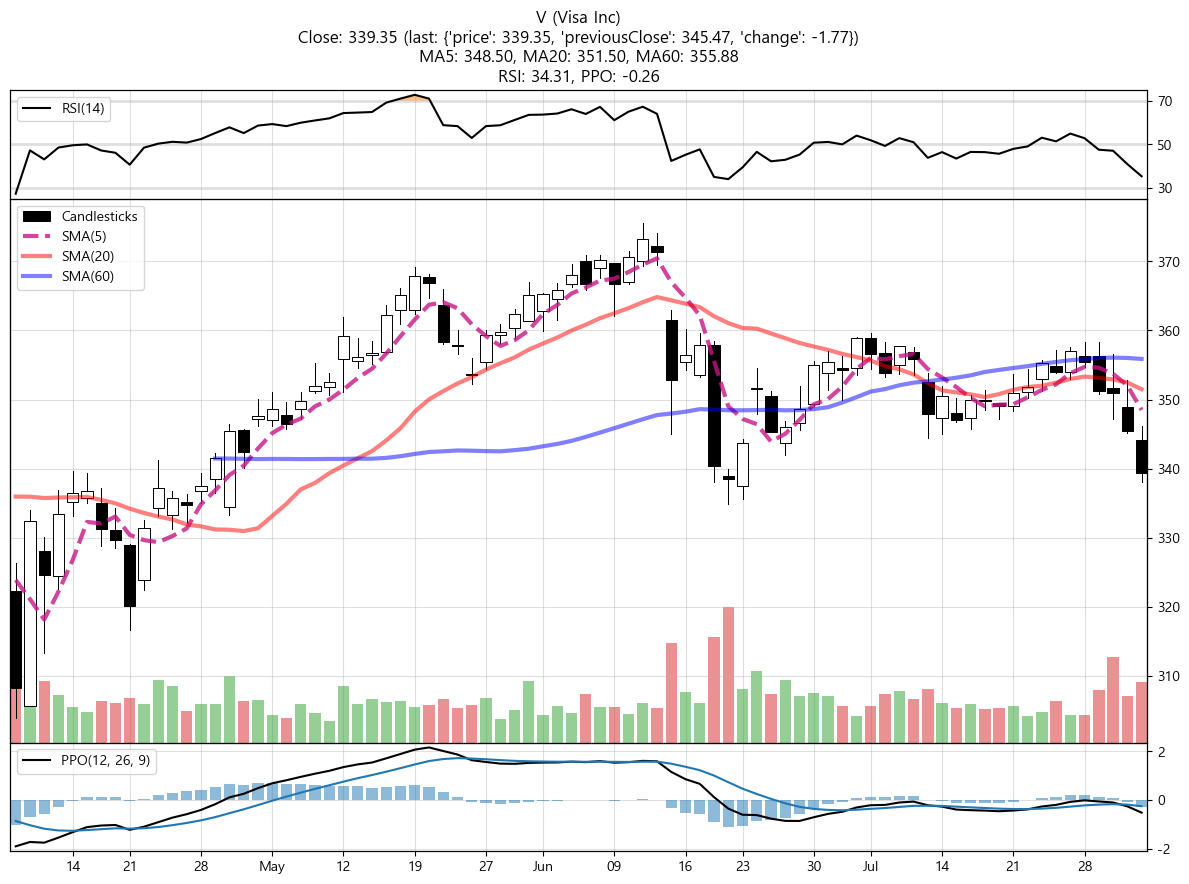 V (Visa Inc)
Close: 339.35 (last: {'price': 339.35, 'previousClose': 345.47, 'change': -1.77})
MA5: 348.50, MA20: 351.50, MA60: 355.88
RSI: 34.31, PPO: -0.26
RSI(14)
70
50
30
Candlesticks
SMA(5)
SMA(20)
SMA(60)
370
360
350
340
330
320
310
PPO(12, 26, 9)
2
0
-2
14 21 28 May 12 19 27 Jun 09 16 23 30 Jul 14 21 28